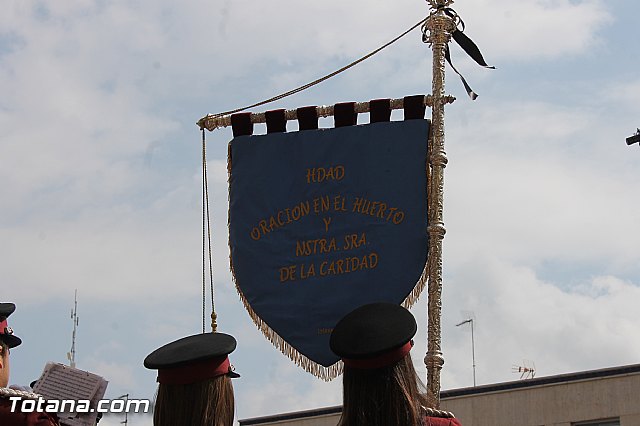 HDAD
ORACION EN EL HUERTO
Y
NSTRA. SRA.
DE LA CARIDAD
Totana.com